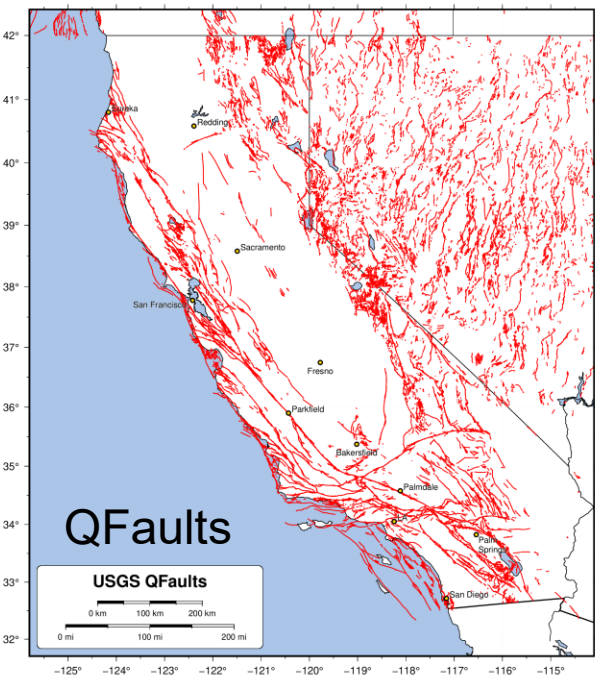 42°
41°
40°
39°
38°
37°
36°
35°
34°
33°
32°
Eureka
Redding
Sacramento
San Francisco
Fresno
Parkfield
Bakersfield
Palmdale
Palm
Springs
San Diego
QFaults
USGS QFaults
0 km 100 km 200 km
0 mi 100 mi 200 mi
−125° −124° −123° −122° −121° −120° −119° −118° −117° −116° −115°